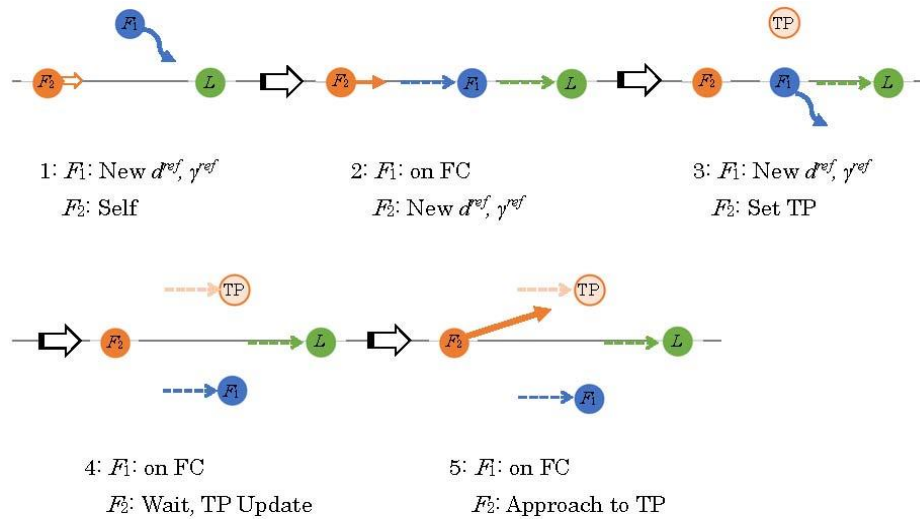 F₁
TP
F₂ L F₂ F₁ L F₂ F₁ L
1: F₁: New d^ref, γ^ref 2: F₁: on FC 3: F₁: New d^ref, γ^ref
F₂: Self F₂: New d^ref, γ^ref F₂: Set TP
TP TP
F₂ L F₂ L
F₁ F₁
4: F₁: on FC 5: F₁: on FC
F₂: Wait, TP Update F₂: Approach to TP